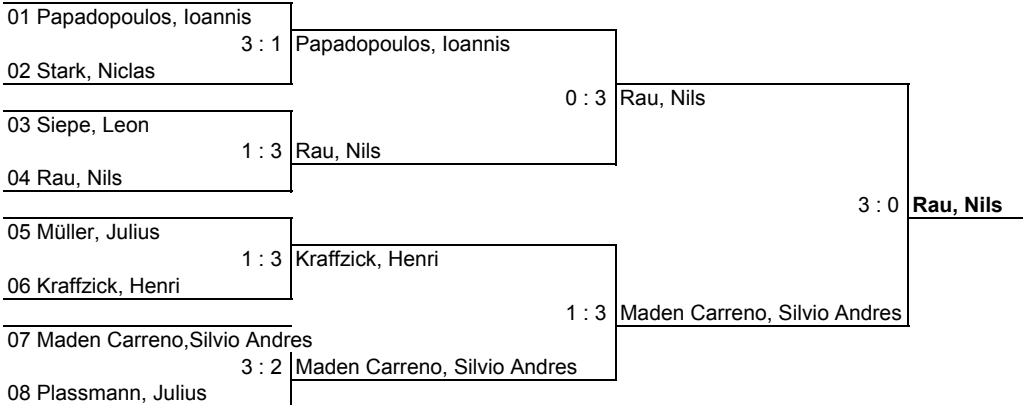 01 Papadopoulos, Ioannis
3 : 1 Papadopoulos, Ioannis
02 Stark, Niclas
0 : 3 Rau, Nils
03 Siepe, Leon
1 : 3 Rau, Nils
04 Rau, Nils
3 : 0 Rau, Nils
05 Müller, Julius
1 : 3 Kraffzick, Henri
06 Kraffzick, Henri
1 : 3 Maden Carreno, Silvio Andres
07 Maden Carreno,Silvio Andres
3 : 2 Maden Carreno, Silvio Andres
08 Plassmann, Julius